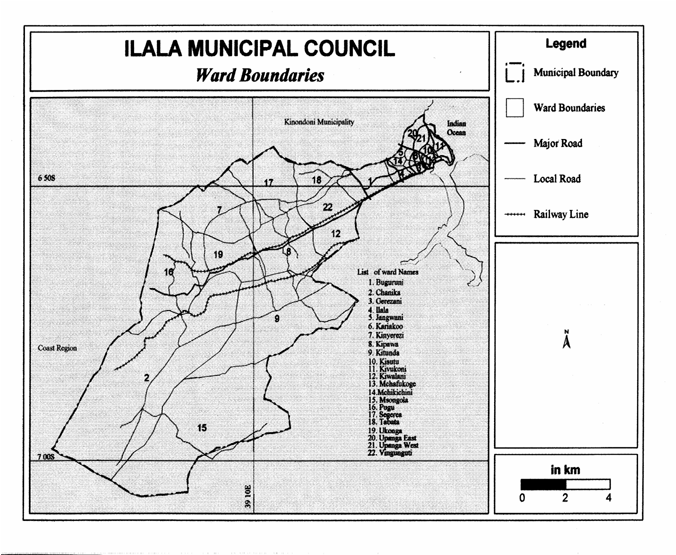 ILALA MUNICIPAL COUNCIL
Ward Boundaries
Legend
Municipal Boundary
Ward Boundaries
Major Road
Local Road
Railway Line
Kinondoni Municipality
Indian
Ocean
6 50S
20
21
11
10
5
14
1
17
18
7
22
12
19
8
16
9
2
15
Coast Region
7 00S
39 10E
List of ward Names
1. Buguruni
2. Chanika
3. Gerezani
4. Ilala
5. Jangwani
6. Kariakoo
7. Kinyerezi
8. Kipawa
9. Kitunda
10. Kisutu
11. Kivukoni
12. Kiwalani
13. Mchafukoge
14. Mchikichini
15. Msongola
16. Pugu
17. Segerea
18. Tabata
19. Ukonga
20. Upanga East
21. Upanga West
22. Vingunguti
N
in km
0 2 4